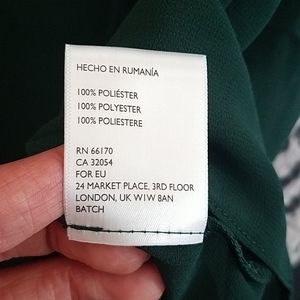 HECHO EN RUMANÍA
100% POLIÉSTER
100% POLYESTER
100% POLIESTERE
RN 66170
CA 32054
FOR EU
24 MARKET PLACE, 3RD FLOOR
LONDON, UK W1W 8AN
BATCH